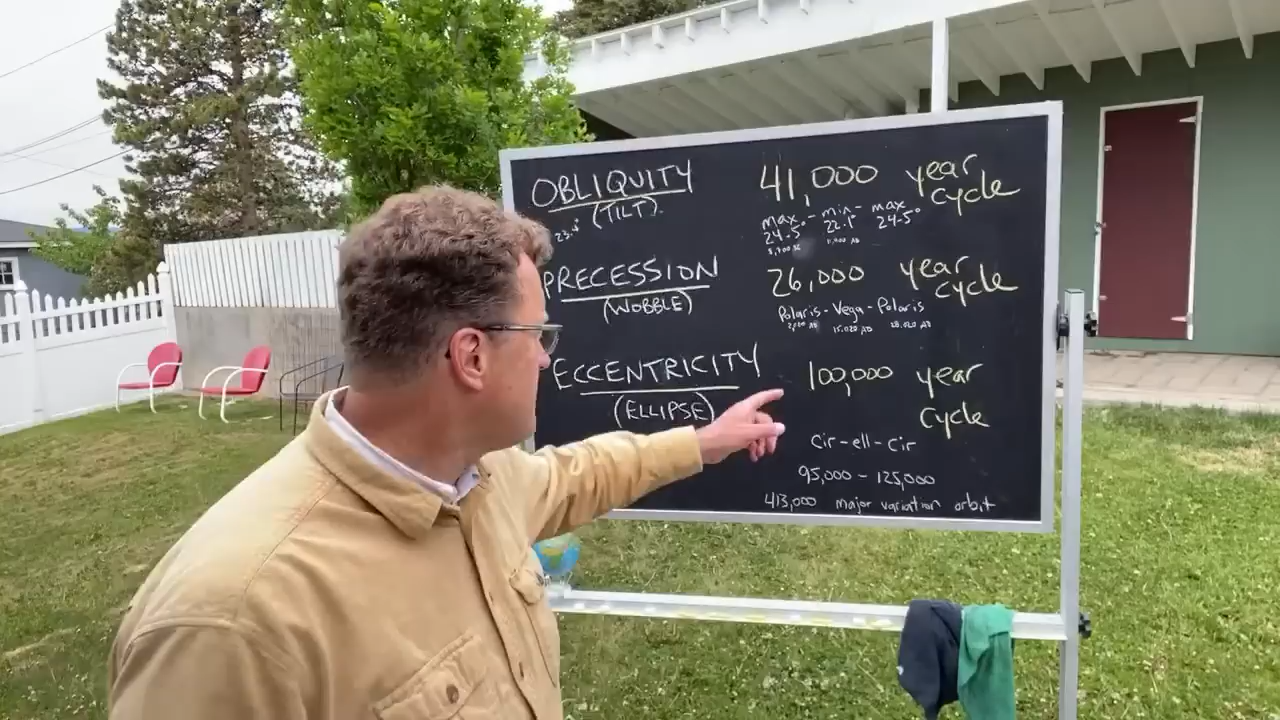 OBLIQUITY 41,000 year
(TILT). cycle
23.4° max - min - max
24.5° 22.1° 24.5°
PRECESSION 26,000 year
(WOBBLE) cycle
Polaris - Vega - Polaris
ECCENTRICITY 100,000 year
(ELLIPSE) cycle
cir-ell-cir
95,000 - 125,000
413,000 major variation orbit